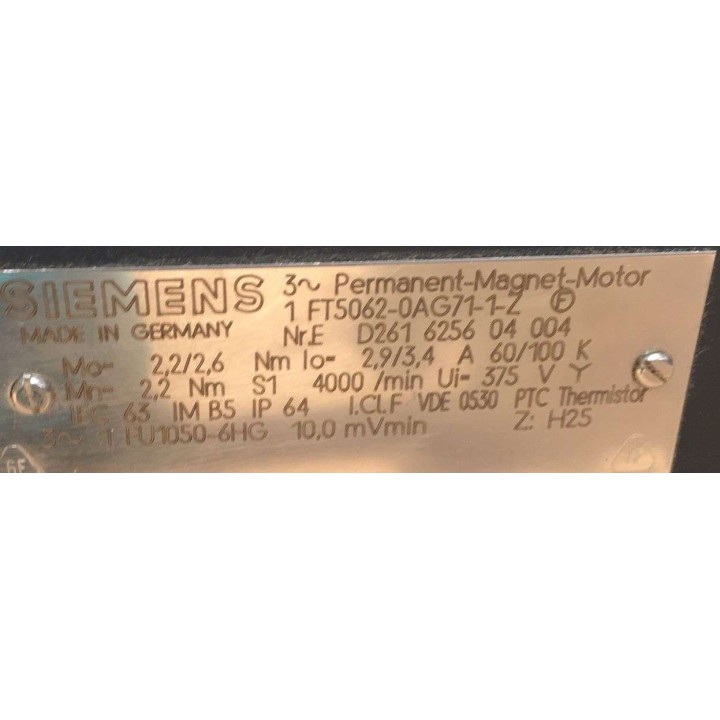 SIEMENS 3~ Permanent-Magnet-Motor
1 FT5062-0AG71-1-Z F
MADE IN GERMANY Nr.E D261 6256 04 004
Mo- 2,2/2,6 Nm Io- 2,9/3,4 A 60/100 K
Mn- 2,2 Nm S1 4000 /min Ui- 375 V Y
IEC 63 IM B5 IP 64 I.CL.F VDE 0530 PTC Thermistor
3~ 1 FU1050-6HG 10,0 mVmin Z: H25